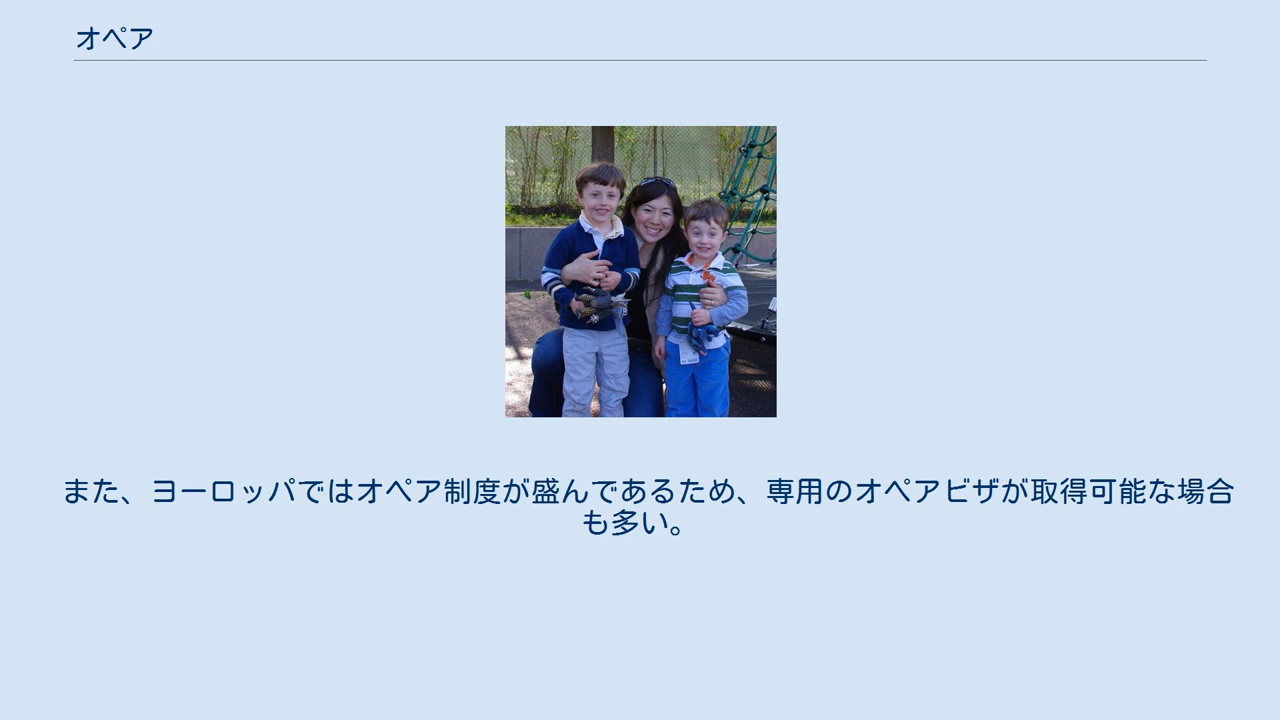 オペア
また、ヨーロッパではオペア制度が盛んであるため、専用のオペアビザが取得可能な場合
も多い。